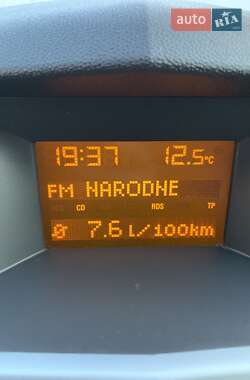 auto RIA
19:37 12.5°C
FM NARODNE
CD RDS TP
Ø 7.6 L/100km